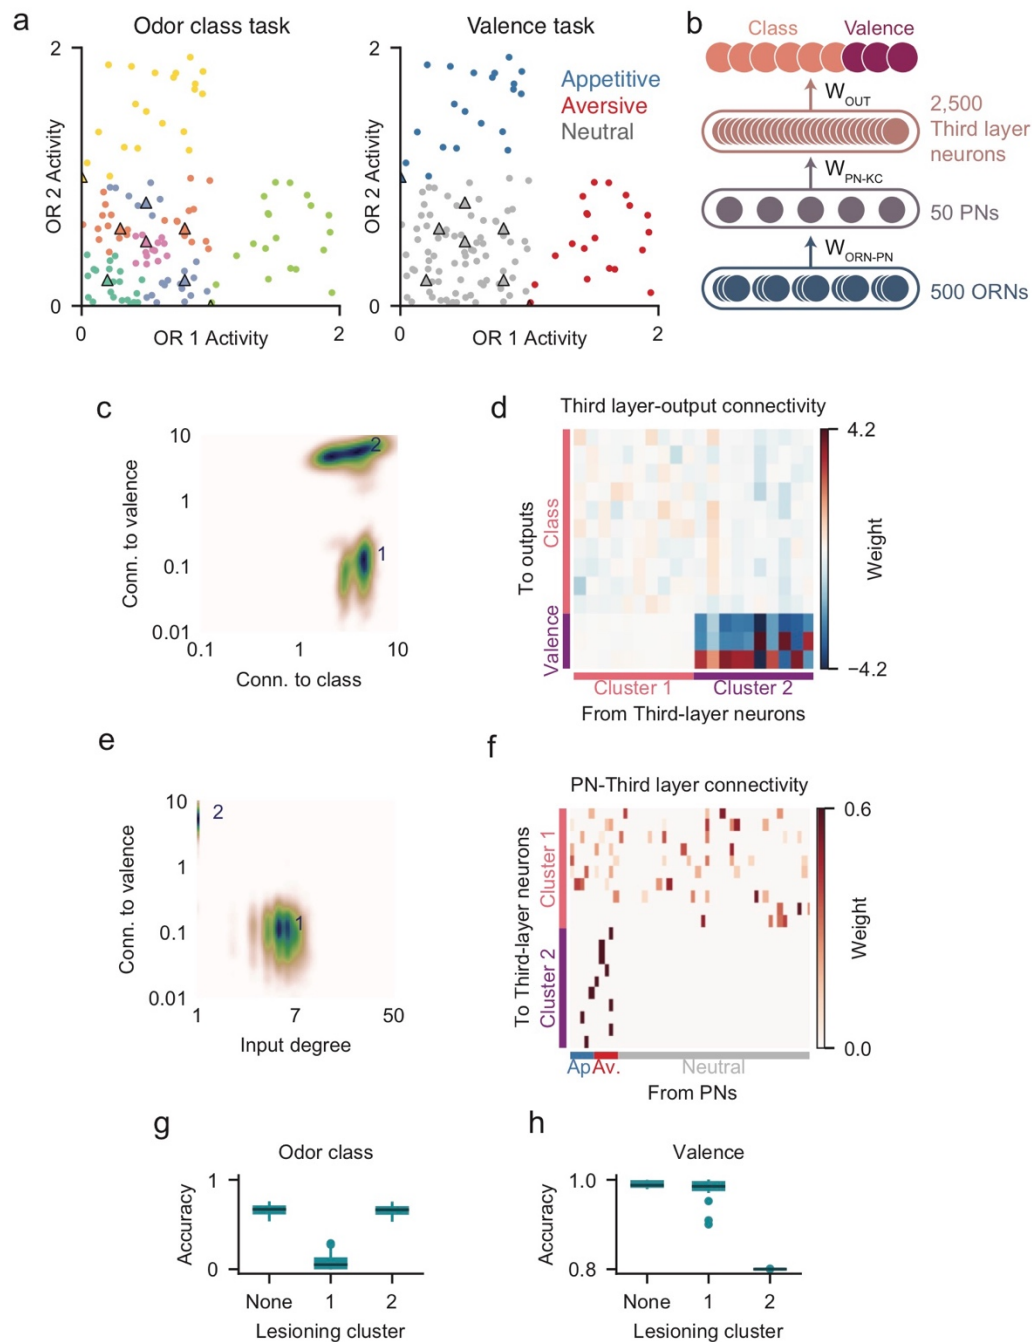 a
Odor class task
OR 2 Activity
2
0
0
2
OR 1 Activity
Valence task
Appetitive
Aversive
Neutral
OR 2 Activity
2
0
0
2
OR 1 Activity
b
Class
Valence
W_OUT
2,500
Third layer
neurons
W_PN-KC
50 PNs
W_ORN-PN
500 ORNs
c
Conn. to valence
10
1
0.1
0.01
2
1
0.1
1
10
Conn. to class
d
Third layer-output connectivity
To outputs
Class
Valence
Cluster 1
Cluster 2
From Third-layer neurons
4.2
Weight
−4.2
e
Conn. to valence
10
1
0.1
0.01
2
1
1
7
50
Input degree
f
PN-Third layer connectivity
To Third-layer neurons
Cluster 1
Cluster 2
Ap
Av.
Neutral
From PNs
0.6
Weight
0.0
g
Odor class
Accuracy
1
0
None
1
2
Lesioning cluster
h
Valence
Accuracy
1.0
0.8
None
1
2
Lesioning cluster